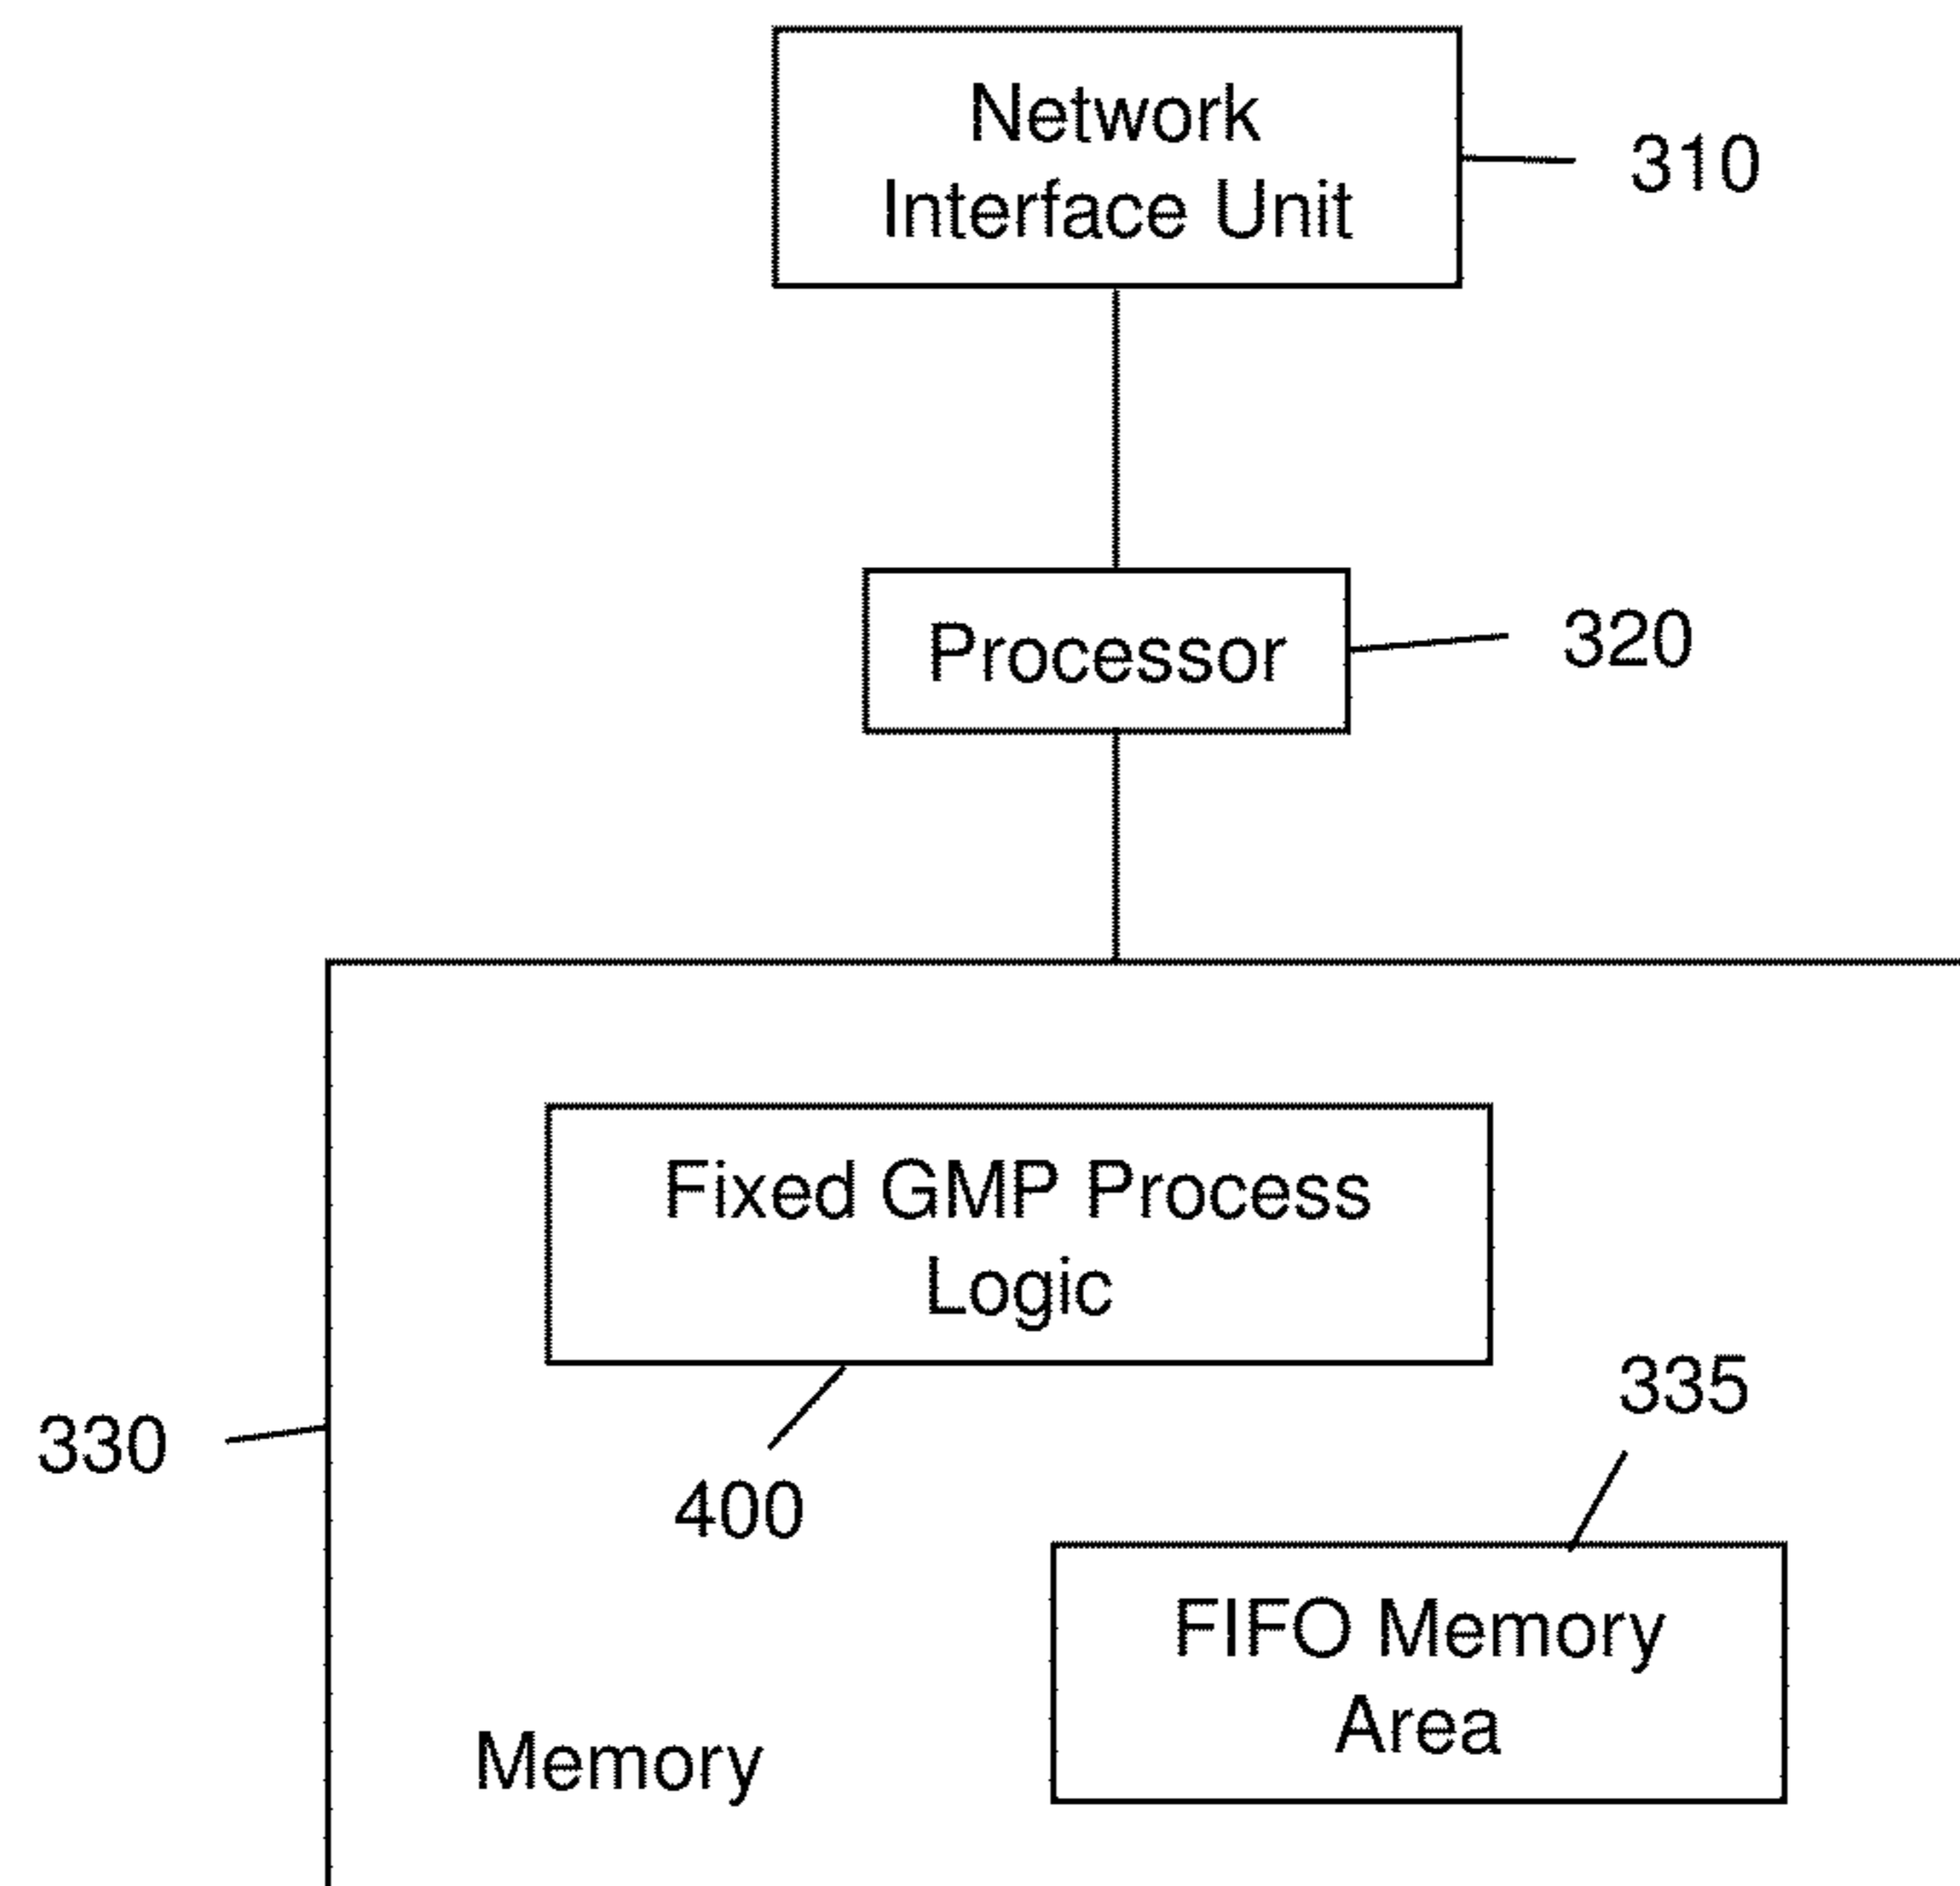 Network
Interface Unit
310
Processor
320
Fixed GMP Process
Logic
335
330
400
FIFO Memory
Area
Memory